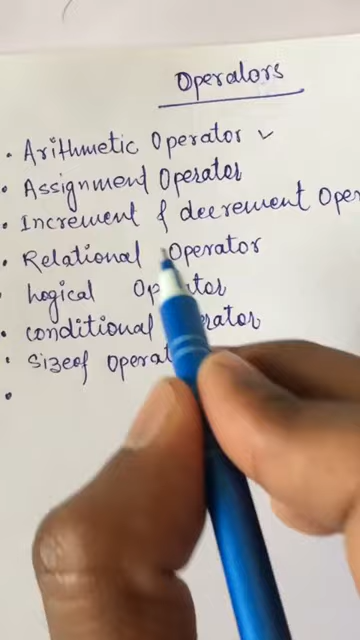 Operators
• Arithmetic Operator ✓
• Assignment Operator
• Increment & decrement Oper
• Relational Operator
• Logical
• conditional
• Sizeof
•